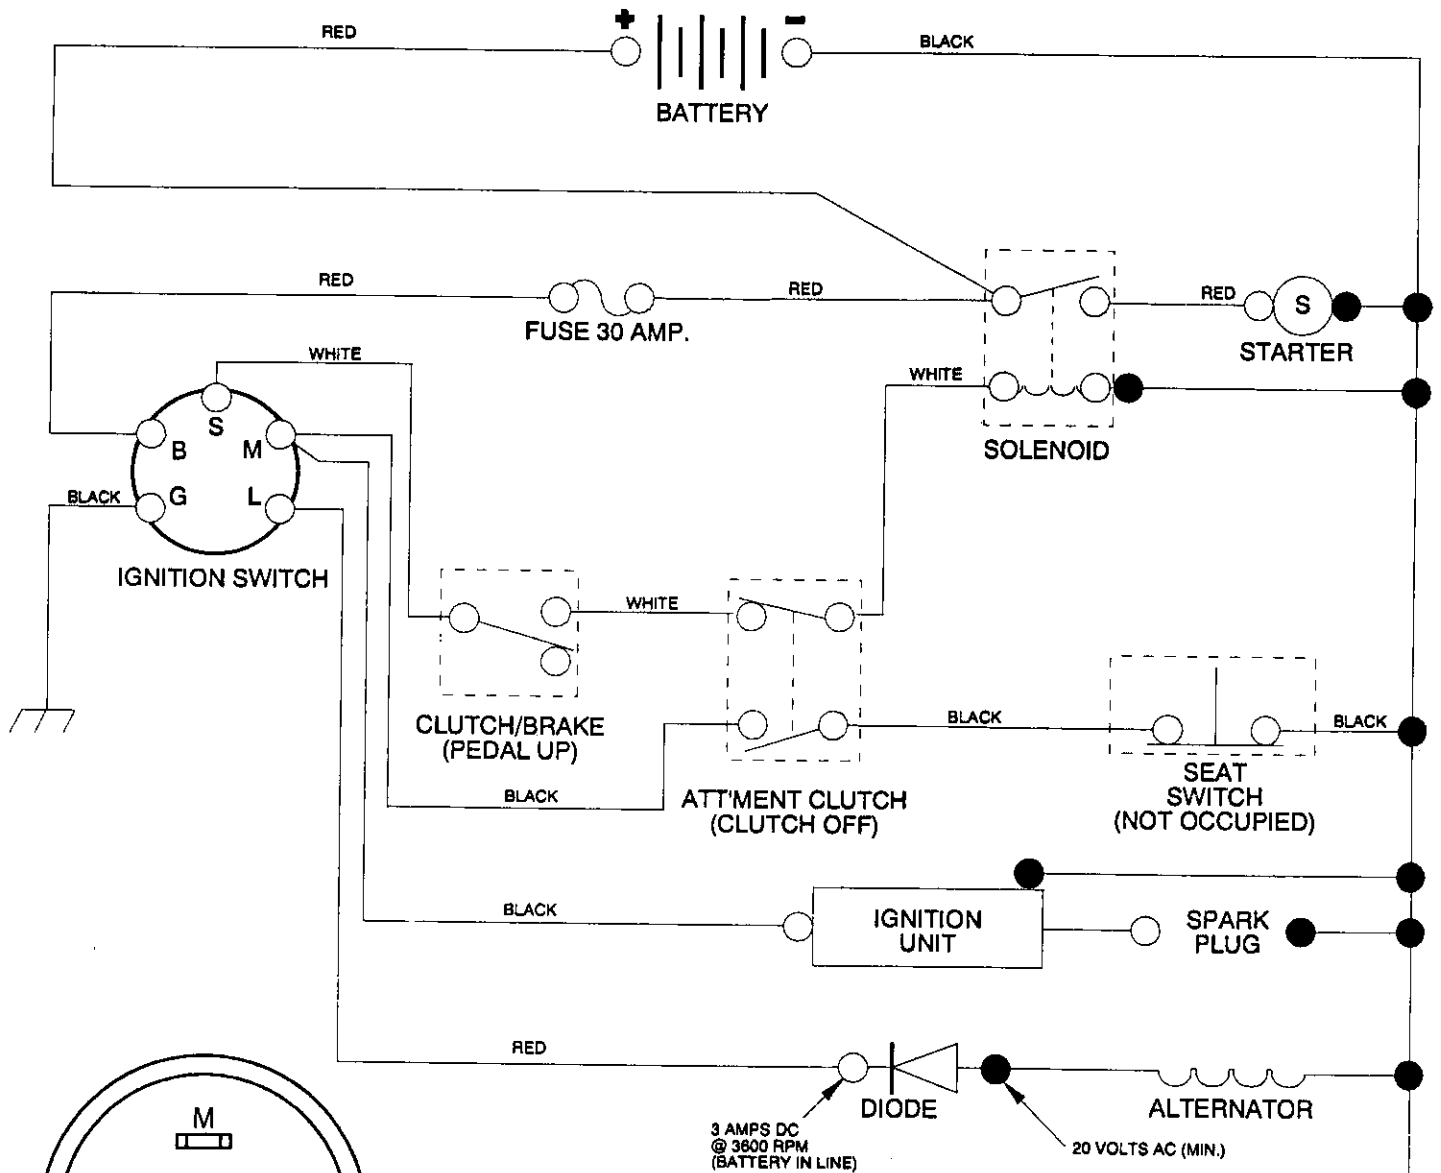 RED
+
-
BLACK
BATTERY
RED
FUSE 30 AMP.
RED
RED
S
STARTER
WHITE
WHITE
SOLENOID
S
B
M
G
L
BLACK
IGNITION SWITCH
WHITE
CLUTCH/BRAKE
(PEDAL UP)
BLACK
BLACK
SEAT
SWITCH
(NOT OCCUPIED)
BLACK
ATT'MENT CLUTCH
(CLUTCH OFF)
BLACK
IGNITION
UNIT
SPARK
PLUG
RED
DIODE
ALTERNATOR
3 AMPS DC
@ 3600 RPM
(BATTERY IN LINE)
20 VOLTS AC (MIN.)
M